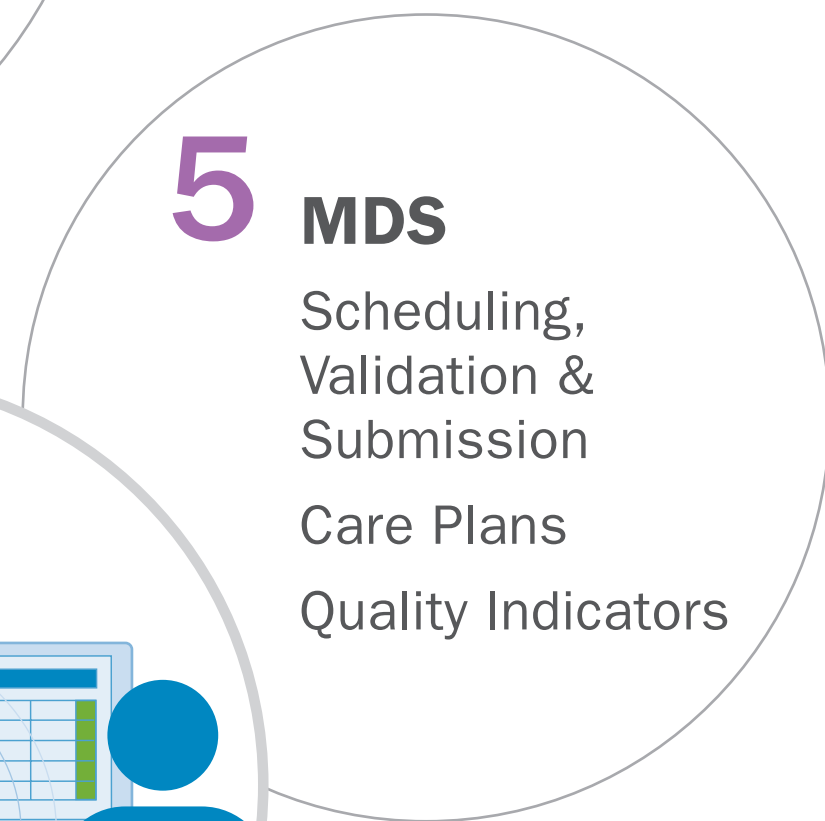 5 MDS
Scheduling,
Validation &
Submission
Care Plans
Quality Indicators